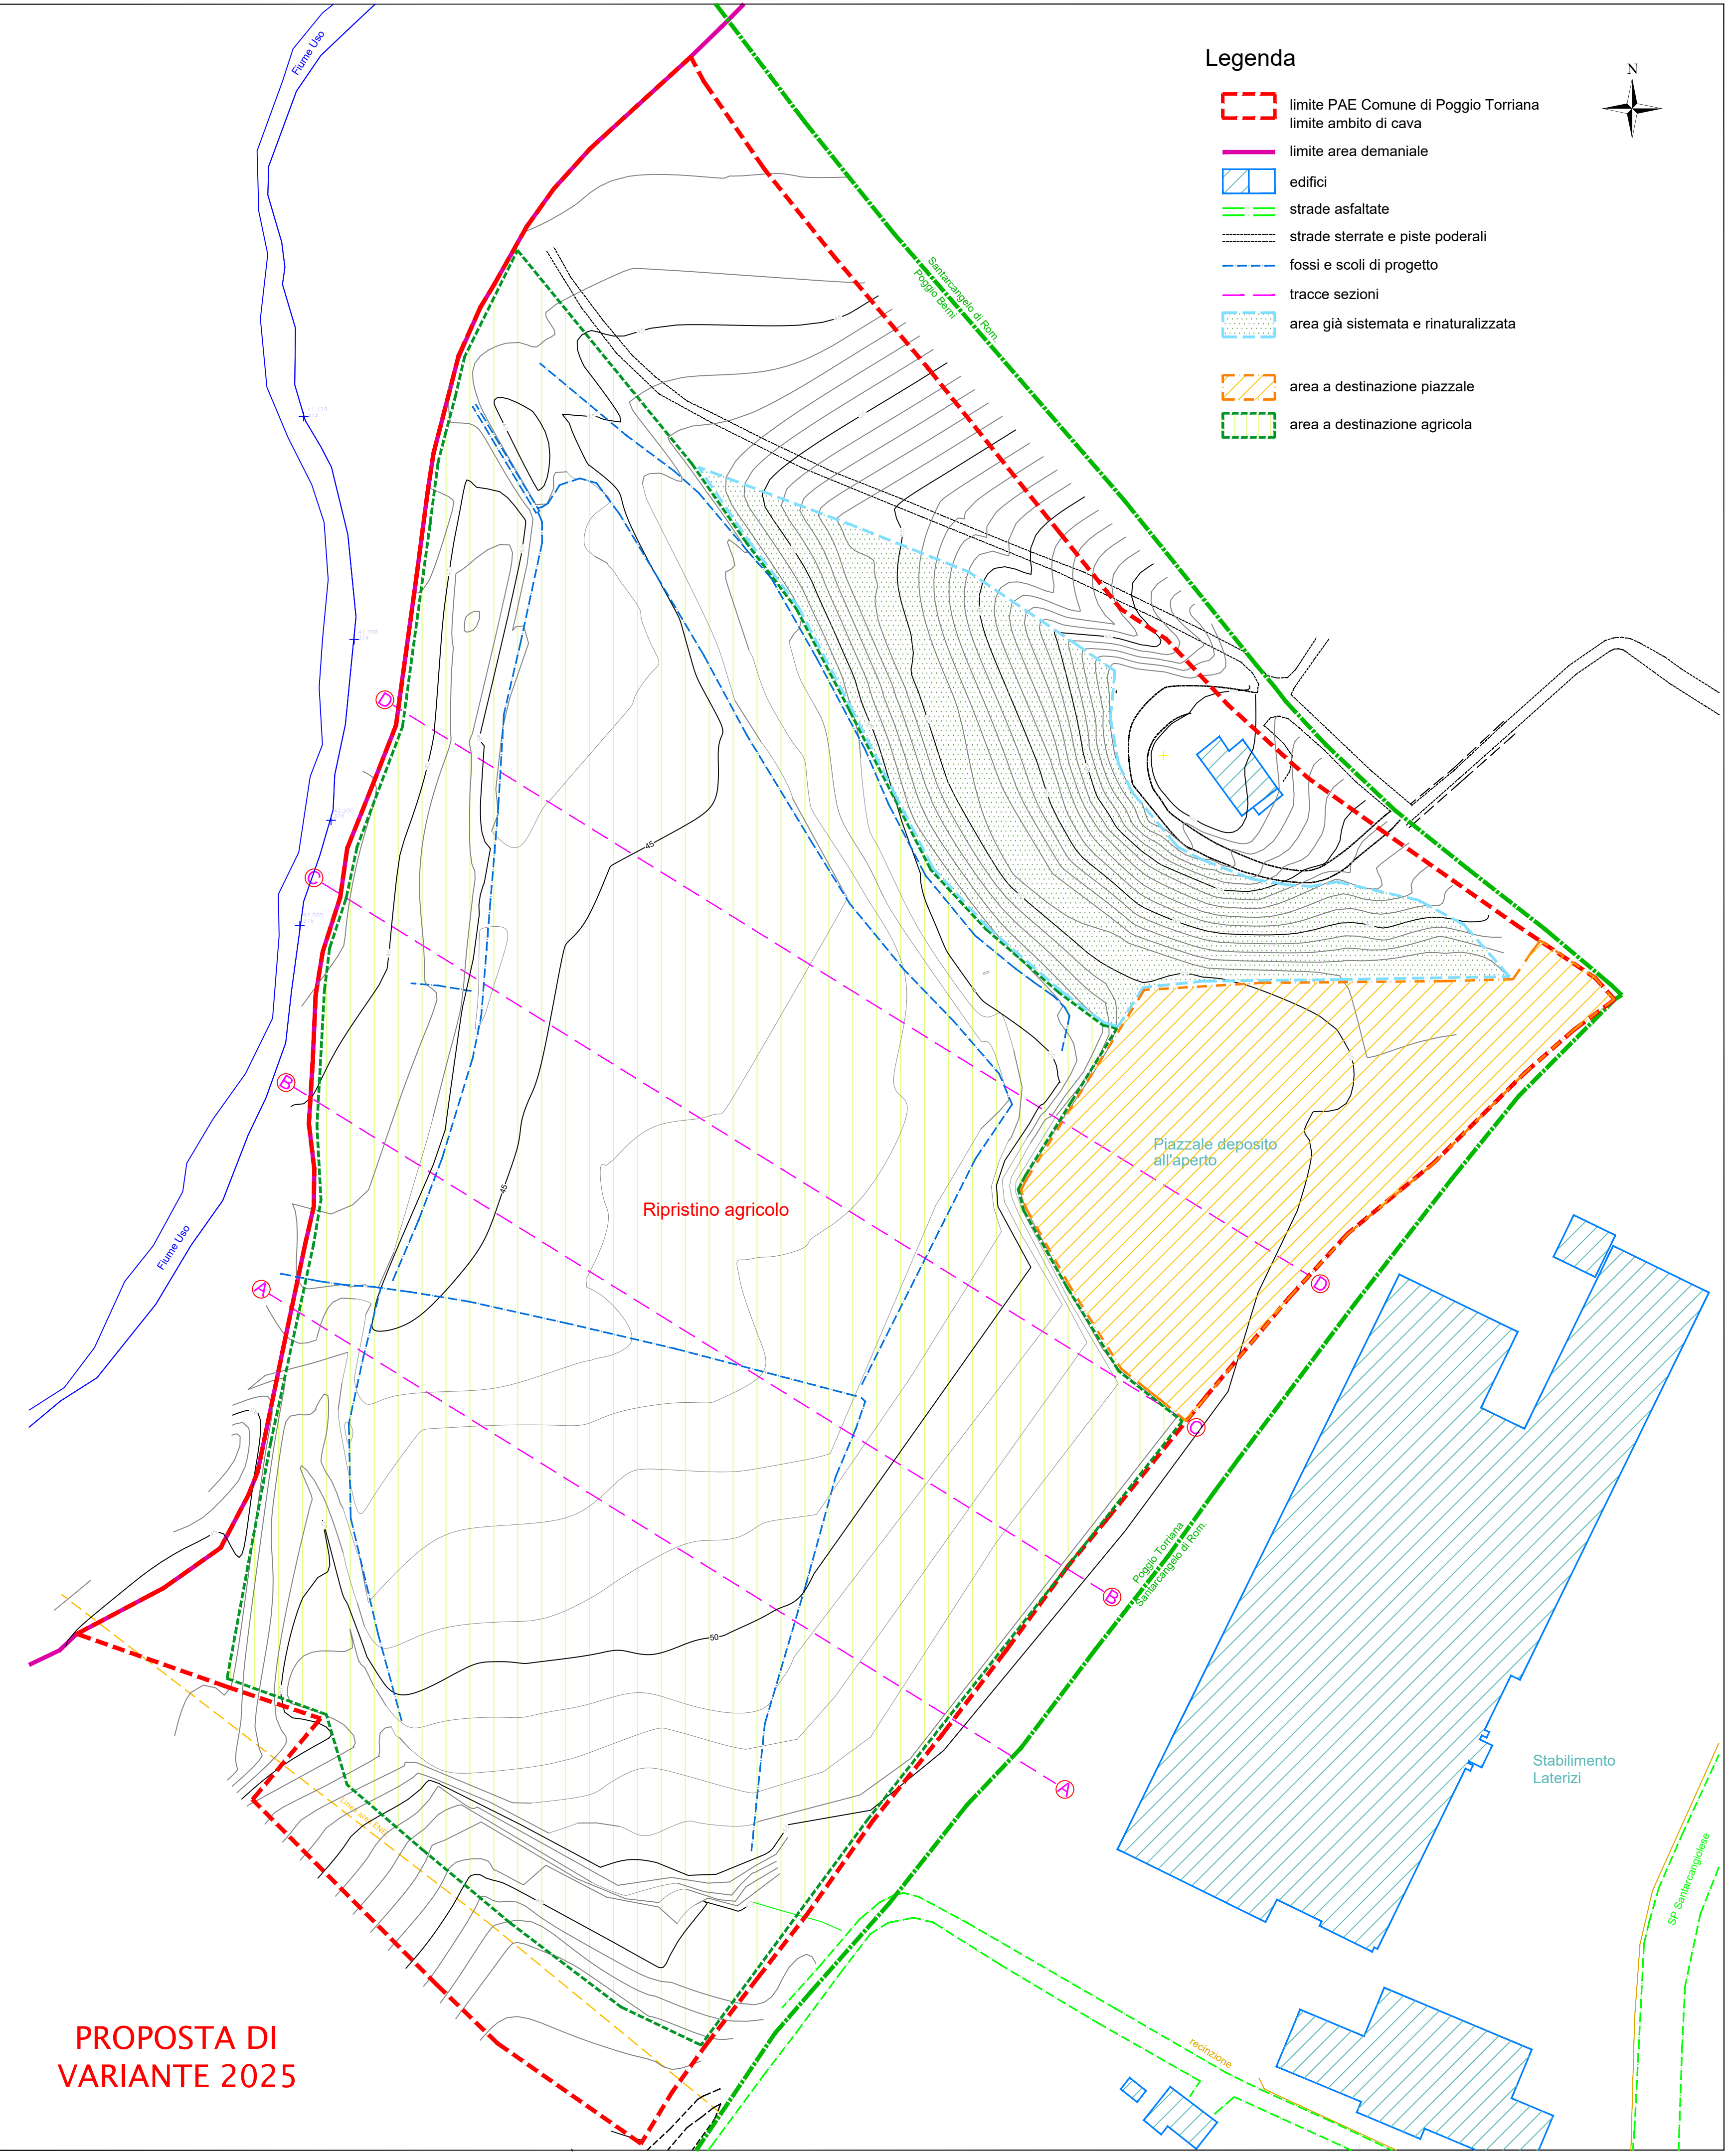 Fiume Uso
Legenda
N
limite PAE Comune di Poggio Torriana
limite ambito di cava
limite area demaniale
edifici
strade asfaltate
strade sterrate e piste poderali
fossi e scoli di progetto
tracce sezioni
area già sistemata e rinaturalizzata
area a destinazione piazzale
area a destinazione agricola
Santarcangelo di Rom.
Poggio Berni
D
45
C
B
Piazzale deposito
all'aperto
45
Ripristino agricolo
Fiume Uso
A
D
C
Poggio Torriana
Santarcangelo di Rom.
B
50
A
Stabilimento
Laterizi
SP Santarcangiolese
recinzione
PROPOSTA DI
VARIANTE 2025